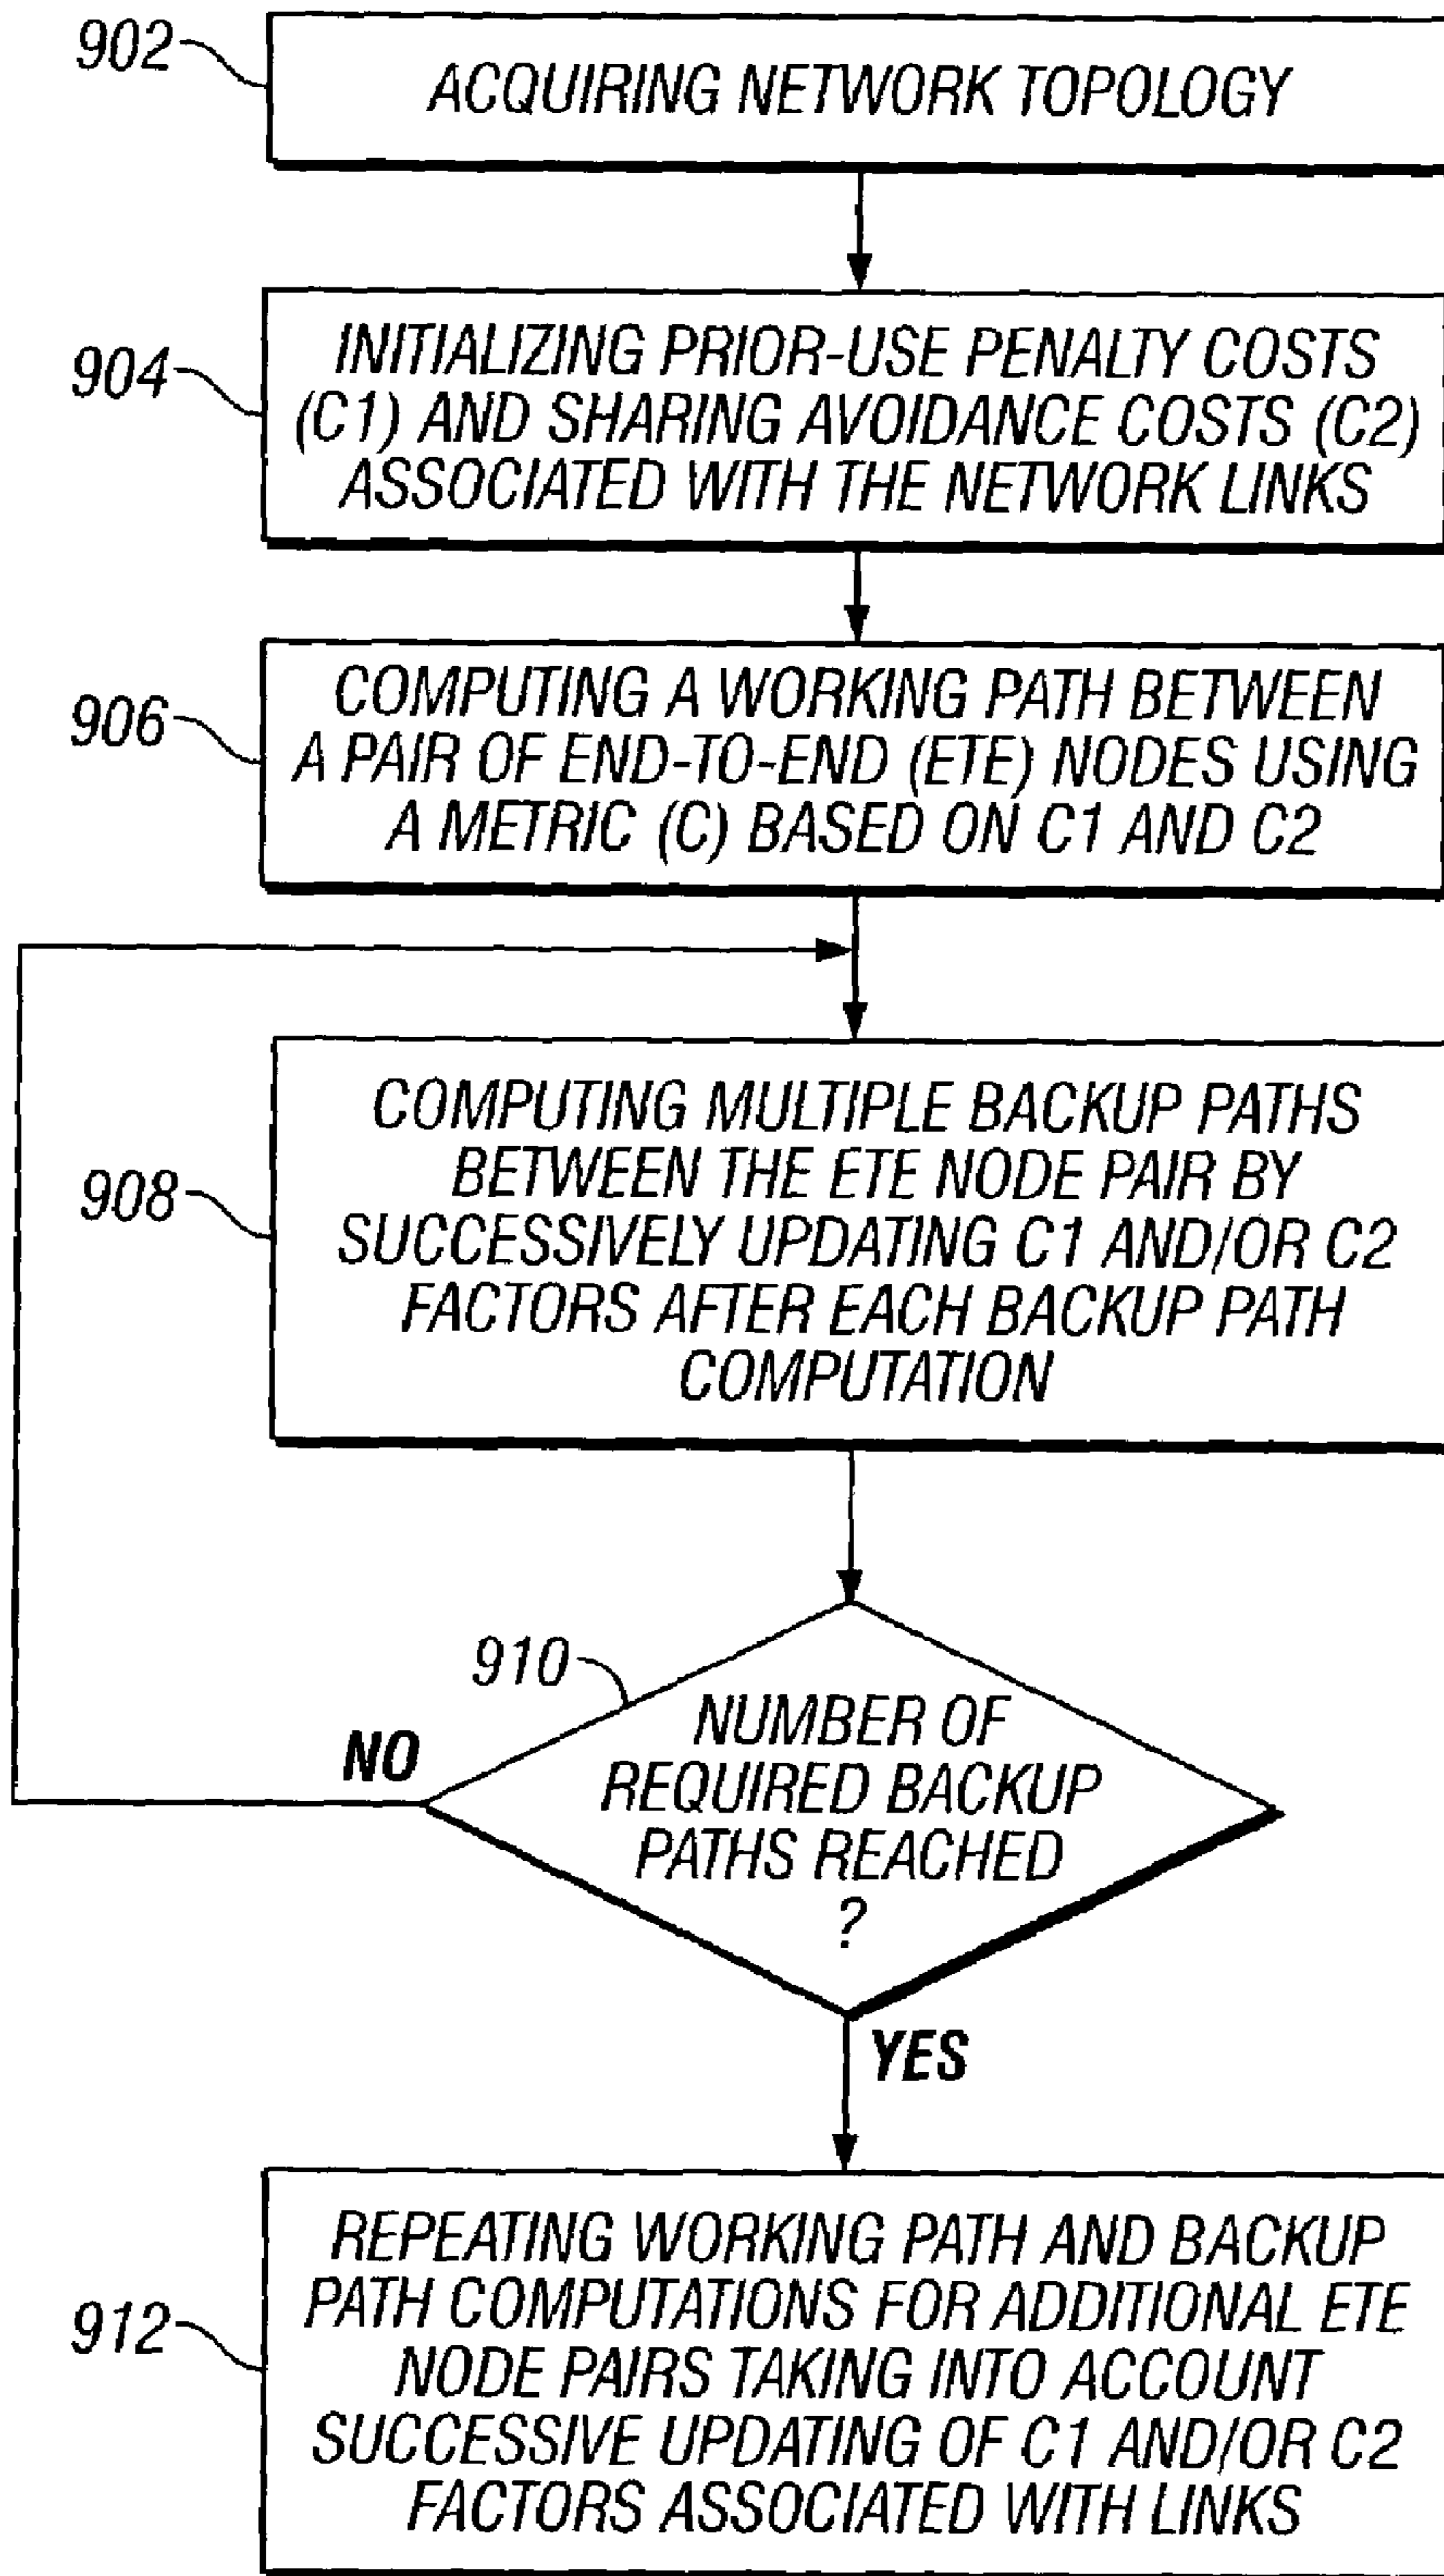 902
ACQUIRING NETWORK TOPOLOGY
904
INITIALIZING PRIOR-USE PENALTY COSTS
(C1) AND SHARING AVOIDANCE COSTS (C2)
ASSOCIATED WITH THE NETWORK LINKS
906
COMPUTING A WORKING PATH BETWEEN
A PAIR OF END-TO-END (ETE) NODES USING
A METRIC (C) BASED ON C1 AND C2
908
COMPUTING MULTIPLE BACKUP PATHS
BETWEEN THE ETE NODE PAIR BY
SUCCESSIVELY UPDATING C1 AND/OR C2
FACTORS AFTER EACH BACKUP PATH
COMPUTATION
910
NUMBER OF
REQUIRED BACKUP
PATHS REACHED
?
NO
YES
912
REPEATING WORKING PATH AND BACKUP
PATH COMPUTATIONS FOR ADDITIONAL ETE
NODE PAIRS TAKING INTO ACCOUNT
SUCCESSIVE UPDATING OF C1 AND/OR C2
FACTORS ASSOCIATED WITH LINKS